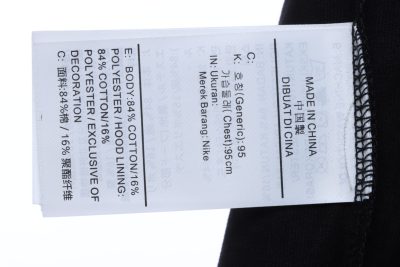 MADE IN CHINA
中国製
DIBUAT DI CINA
C:
K: 호칭(Generic):95
가슴둘레( Chest):95cm
IN: Ukuran:
Merek Barang: Nike
E: BODY:84% COTTON/16%
POLYESTER/HOOD LINING:
84% COTTON/16%
POLYESTER/EXCLUSIVE OF
DECORATION
C: 面料:84%棉 / 16% 聚酯纤维